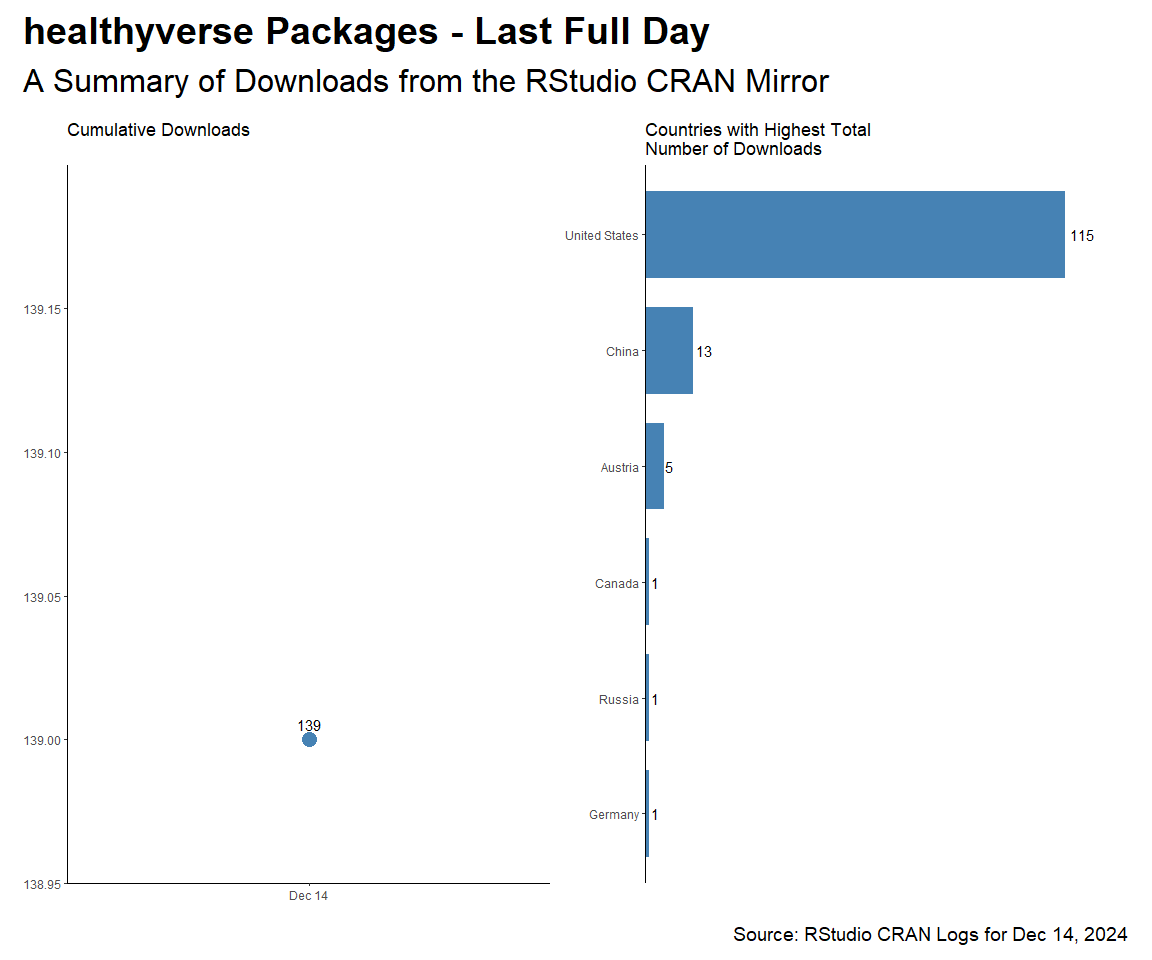 healthyverse Packages - Last Full Day
A Summary of Downloads from the RStudio CRAN Mirror
Cumulative Downloads
139.15
139.10
139.05
139.00
138.95
139
Dec 14
Countries with Highest Total
Number of Downloads
United States 115
China 13
Austria 5
Canada 1
Russia 1
Germany 1
Source: RStudio CRAN Logs for Dec 14, 2024